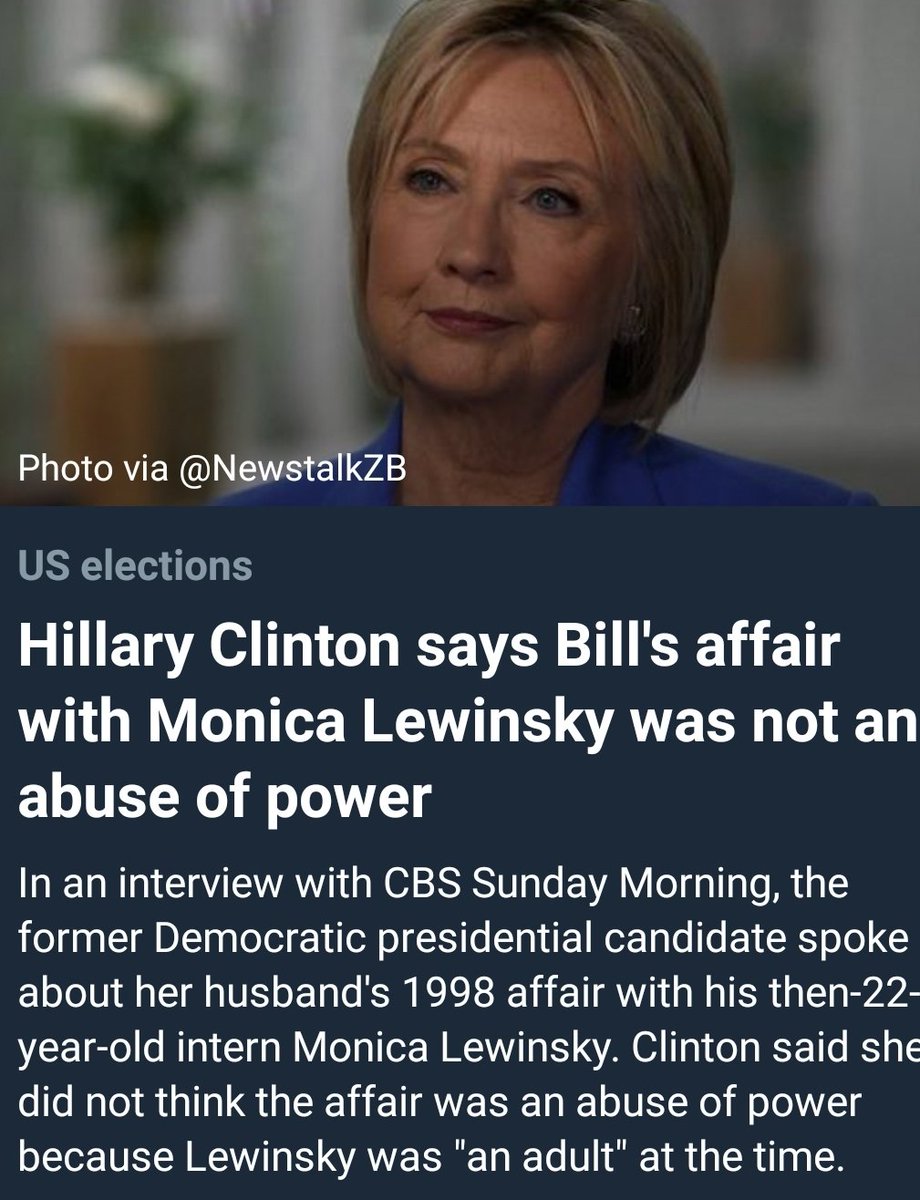 Photo via @NewstalkZB
US elections
Hillary Clinton says Bill's affair
with Monica Lewinsky was not an
abuse of power
In an interview with CBS Sunday Morning, the
former Democratic presidential candidate spoke
about her husband's 1998 affair with his then-22-
year-old intern Monica Lewinsky. Clinton said she
did not think the affair was an abuse of power
because Lewinsky was "an adult" at the time.